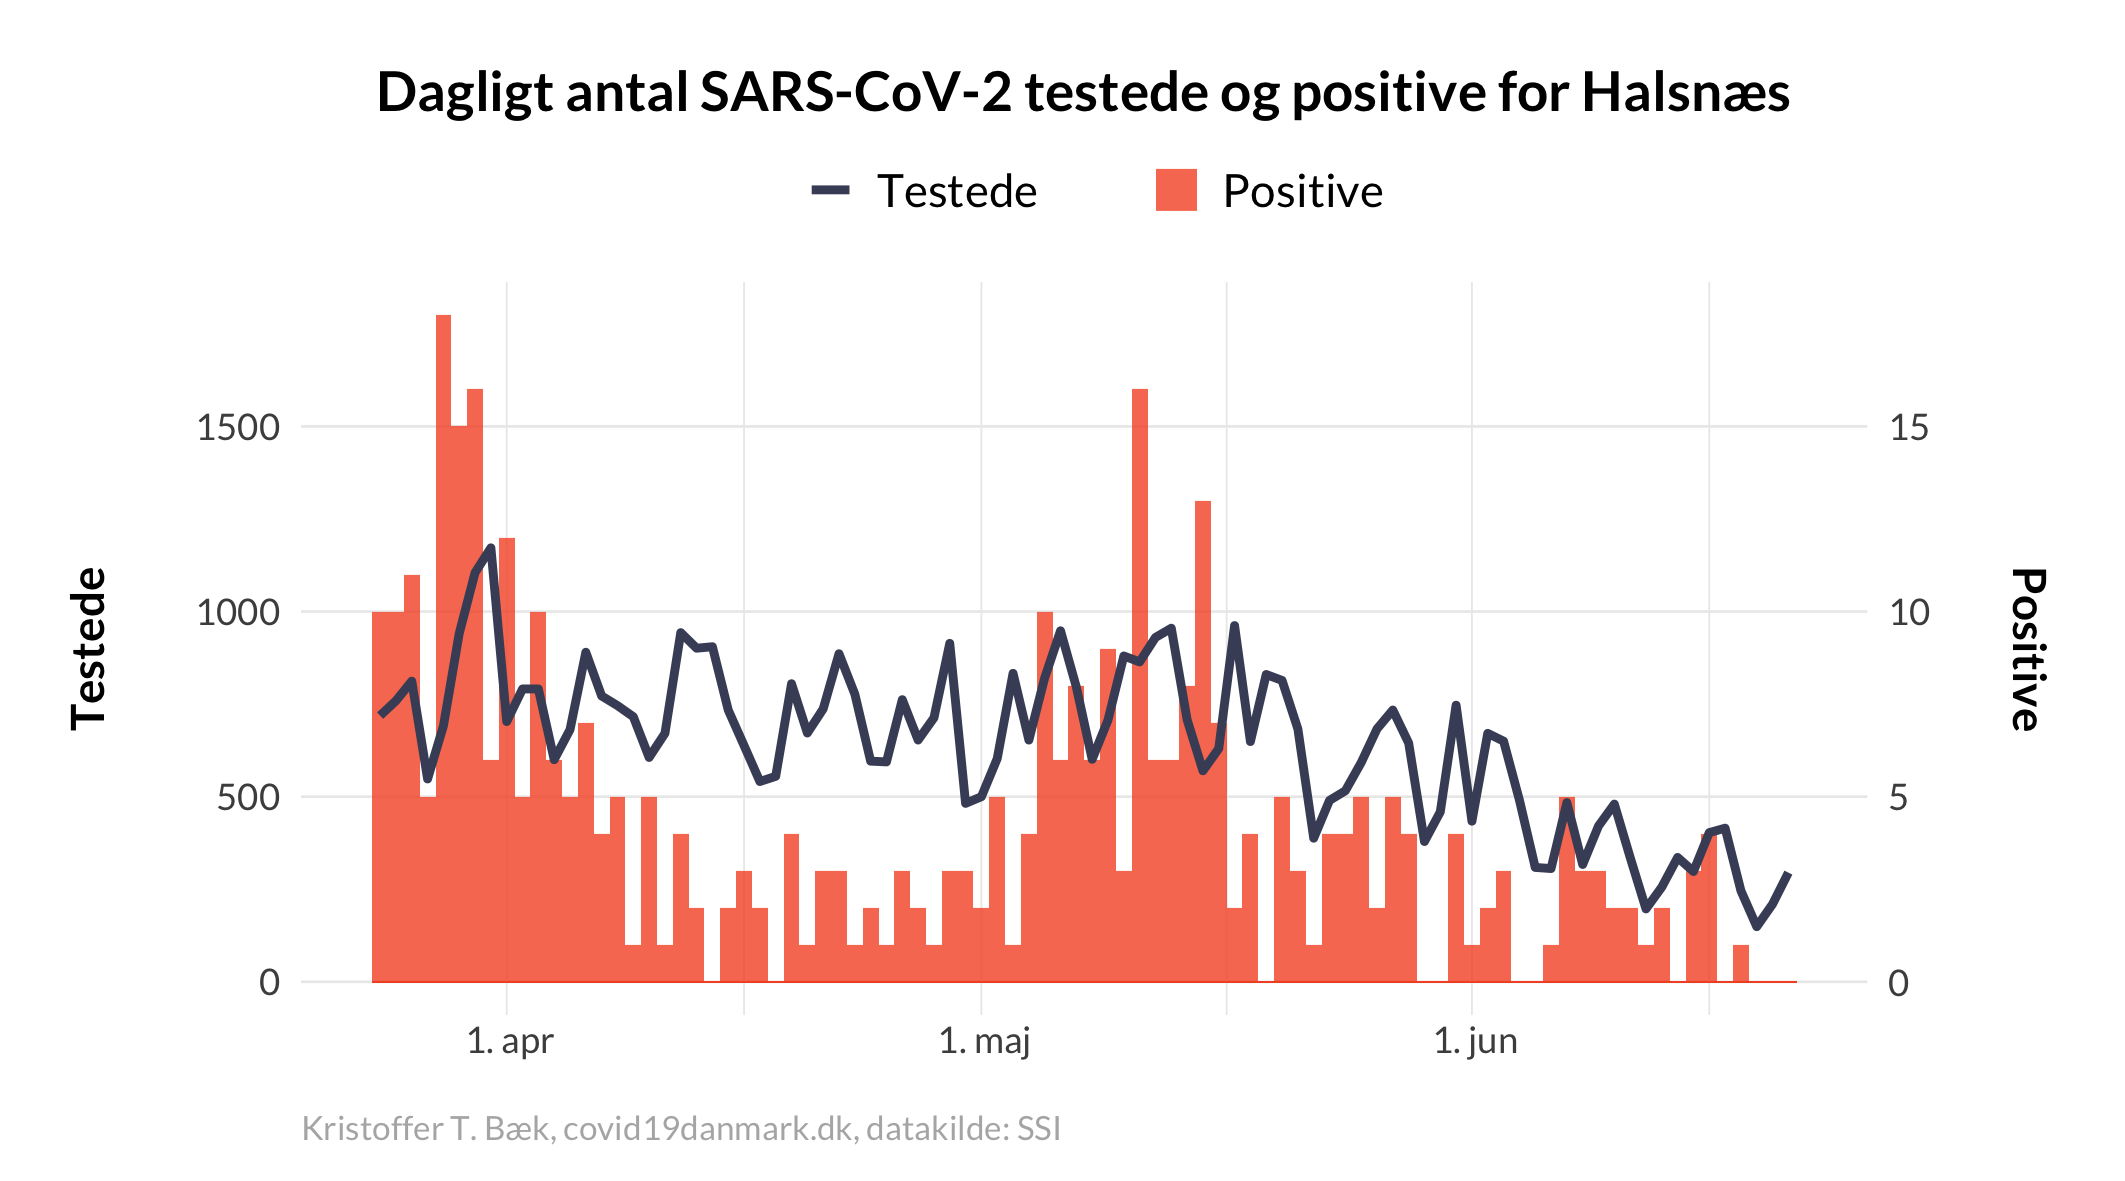 Dagligt antal SARS-CoV-2 testede og positive for Halsnæs
Testede
Positive
Testede
1500
1000
500
0
15
10
5
0
Positive
1. apr
1. maj
1. jun
Kristoffer T. Bæk, covid19danmark.dk, datakilde: SSI